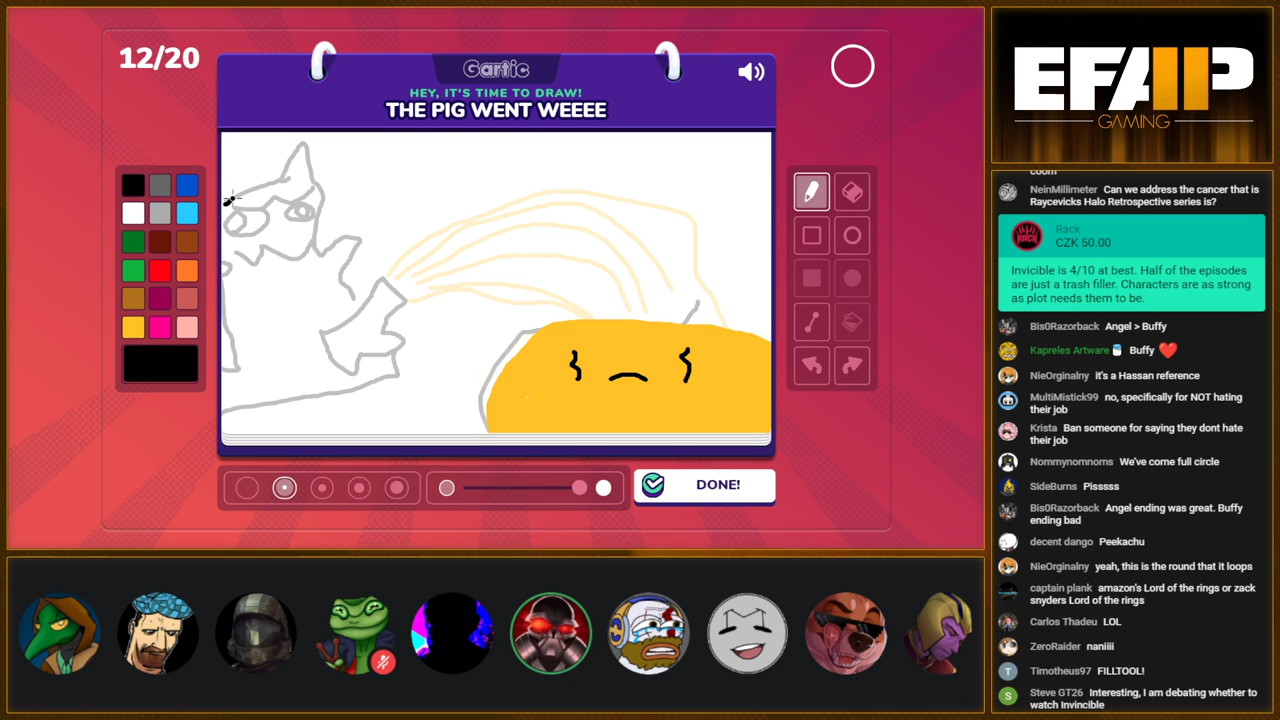 12/20
Gartic
HEY, IT'S TIME TO DRAW!
THE PIG WENT WEEEE
DONE!
EFAP
GAMING
NeinMillimeter Can we address the cancer that is
Raycevicks Halo Retrospective series is?
Rack
CZK 50.00
Invincible is 4/10 at best. Half of the episodes
are just a trash filler. Characters are as strong
as plot needs them to be.
Bis0Razorback Angel > Buffy
Kapreles Artware Buffy
NieOrginalny it's a Hassan reference
MultiMistick99 no, specifically for NOT hating
their job
Krista Ban someone for saying they dont hate
their job
Nommynomnoms We've come full circle
SideBurns Pisssss
Bis0Razorback Angel ending was great. Buffy
ending bad
decent dango Peekachu
NieOrginalny yeah, this is the round that it loops
captain plank amazon's Lord of the rings or zack
snyders Lord of the rings
Carlos Thadeu LOL
ZeroRaider naniiii
T Timotheus97 FILLTOOL!
S Steve GT26 Interesting, I am debating whether to
watch Invincible